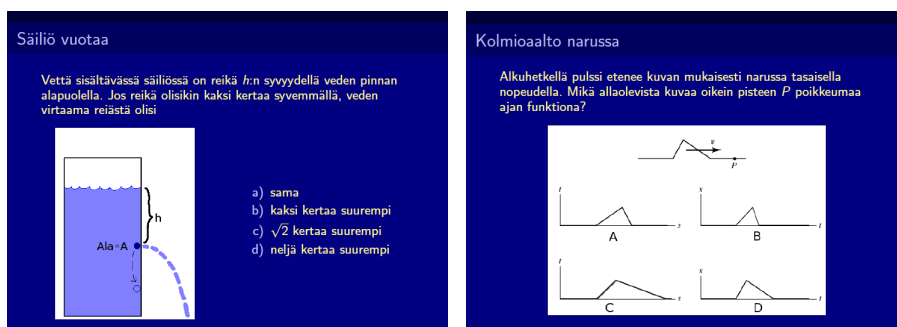 Säiliö vuotaa
Vettä sisältävässä säiliössä on reikä h:n syvyydellä veden pinnan
alapuolella. Jos reikä olisikin kaksi kertaa syvemmällä, veden
virtaama reiästä olisi
h
Ala=A
a) sama
b) kaksi kertaa suurempi
c) √2 kertaa suurempi
d) neljä kertaa suurempi
Kolmioaalto narussa
Alkuhetkellä pulssi etenee kuvan mukaisesti narussa tasaisella
nopeudella. Mikä allaolevista kuvaa oikein pisteen P poikkeumaa
ajan funktiona?
v
P
t
s
A
s
t
B
t
s
C
s
t
D